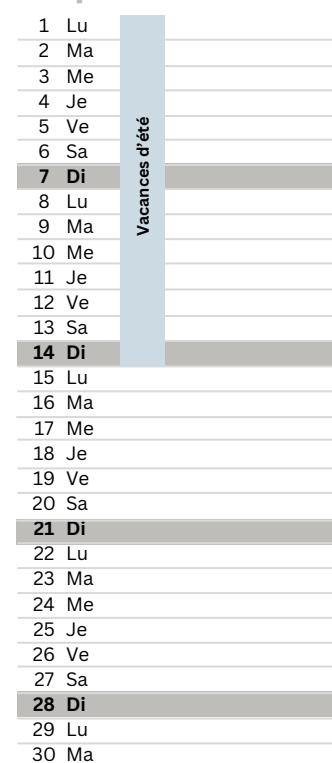 1 Lu
2 Ma
3 Me
4 Je
5 Ve
6 Sa
7 Di
8 Lu
9 Ma
10 Me
11 Je
12 Ve
13 Sa
14 Di
15 Lu
16 Ma
17 Me
18 Je
19 Ve
20 Sa
21 Di
22 Lu
23 Ma
24 Me
25 Je
26 Ve
27 Sa
28 Di
29 Lu
30 Ma
Vacances d'été